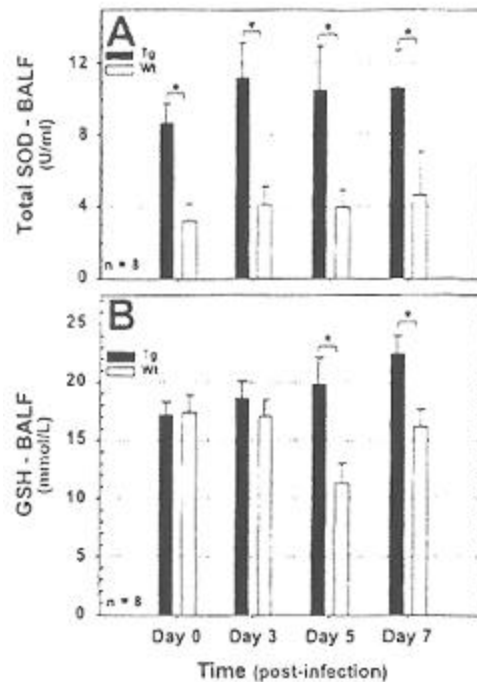 A
Tg
Wt
Total SOD - BALF
(U/ml)
12
8
4
0
n = 8
* * * *
B
Tg
Wt
GSH - BALF
(mmol/L)
25
20
15
10
5
0
n = 8
* *
Day 0 Day 3 Day 5 Day 7
Time (post-infection)